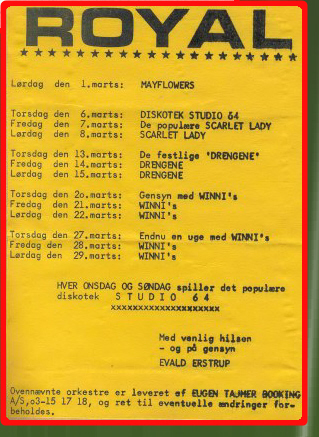 ROYAL
★★★★★★★★★★★★★★★★★★★★
Lørdag den 1.marts: MAYFLOWERS
Torsdag den 6.marts: DISKOTEK STUDIO 64
Fredag den 7.marts: De populære SCARLET LADY
Lørdag den 8.marts: SCARLET LADY
Torsdag den 13.marts: De festlige "DRENGENE"
Fredag den 14.marts: DRENGENE
Lørdag den 15.marts: DRENGENE
Torsdag den 2o.marts: Gensyn med WINNI's
Fredag den 21.marts: WINNI's
Lørdag den 22.marts: WINNI's
Torsdag den 27.marts: Endnu en uge med WINNI's
Fredag den 28.marts: WINNI's
Lørdag den 29.marts: WINNI's
HVER ONSDAG OG SØNDAG spiller det populære
diskotek STUDIO 64
xxxxxxxxxxxxxxxxxxxx
Med venlig hilsen
- og på gensyn
EVALD ERSTRUP
Ovennævnte orkestre er leveret af EUGEN TAJMER BOOKING
A/S,o3-15 17 18, og ret til eventuelle ændringer for-
beholdes.